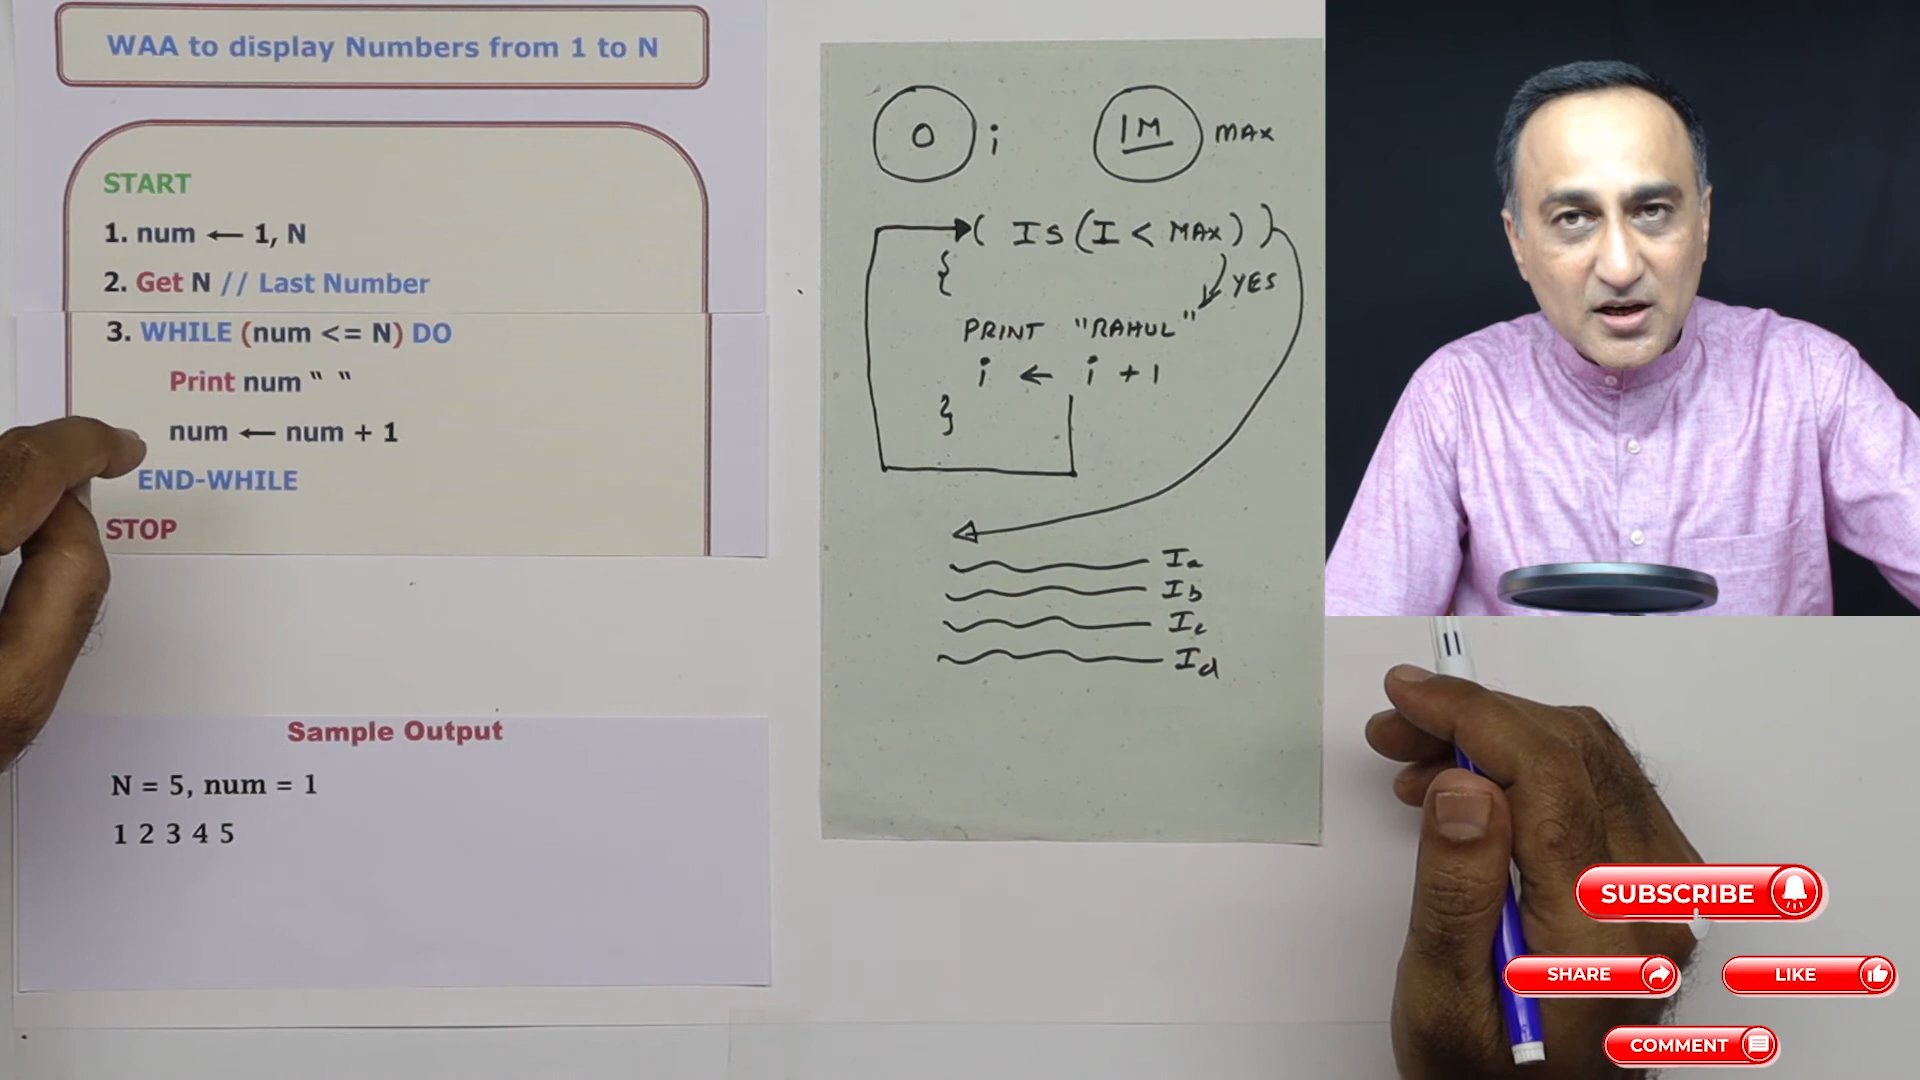 WAA to display Numbers from 1 to N
START
1. num ← 1, N
2. Get N // Last Number
3. WHILE (num <= N) DO
Print num " "
num ← num + 1
END-WHILE
STOP
Sample Output
N = 5, num = 1
1 2 3 4 5
0 i
1M MAX
( IS (I < MAX) )
{
YES
PRINT "RAHUL"
i ← i + 1
}
Ia
Ib
Ic
Id
SUBSCRIBE
SHARE
LIKE
COMMENT